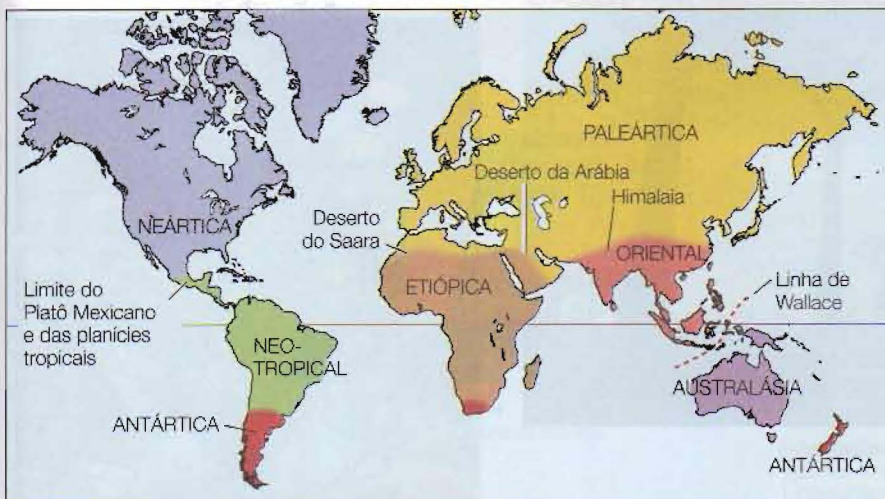 PALEÁRTICA
Deserto da Arábia
Himalaia
NEÁRTICA
Deserto
do Saara
ORIENTAL
Linha de
Wallace
ETIÓPICA
Limite do
Platô Mexicano
e das planícies
tropicais
NEO-
TROPICAL
AUSTRALÁSIA
ANTÁRTICA
ANTÁRTICA